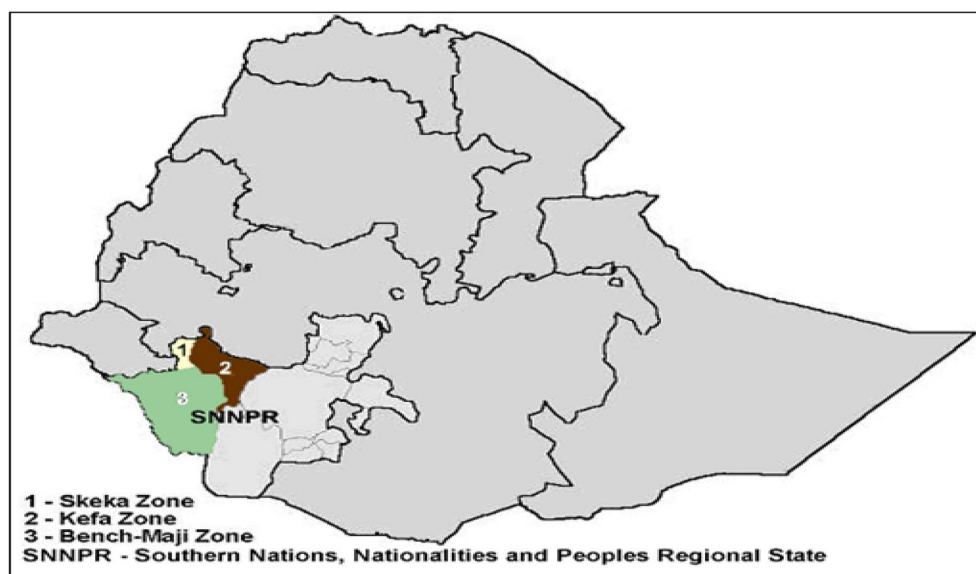 1
2
3
SNNPR
1 - Skeka Zone
2 - Kefa Zone
3 - Bench-Maji Zone
SNNPR - Southern Nations, Nationalities and Peoples Regional State